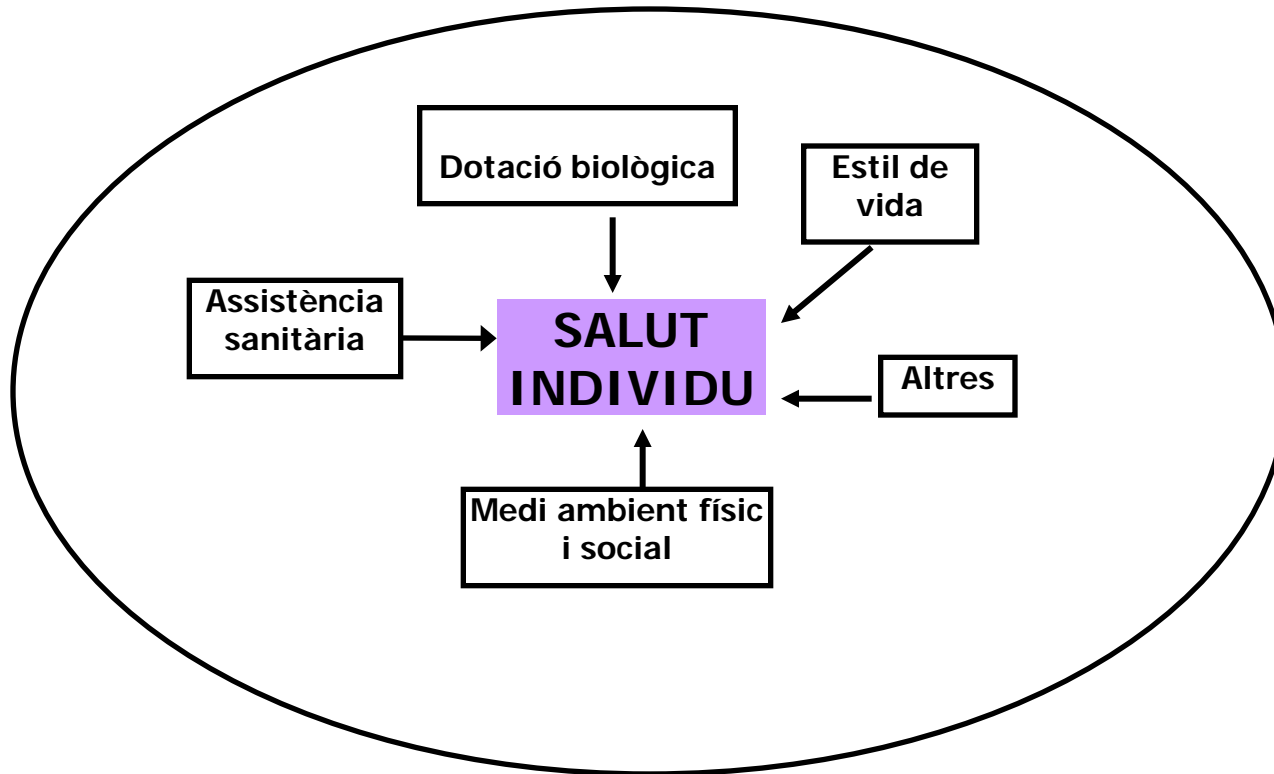 Dotació biològica
Estil de
vida
Assistència
sanitària
SALUT
INDIVIDU
Altres
Medi ambient físic
i social